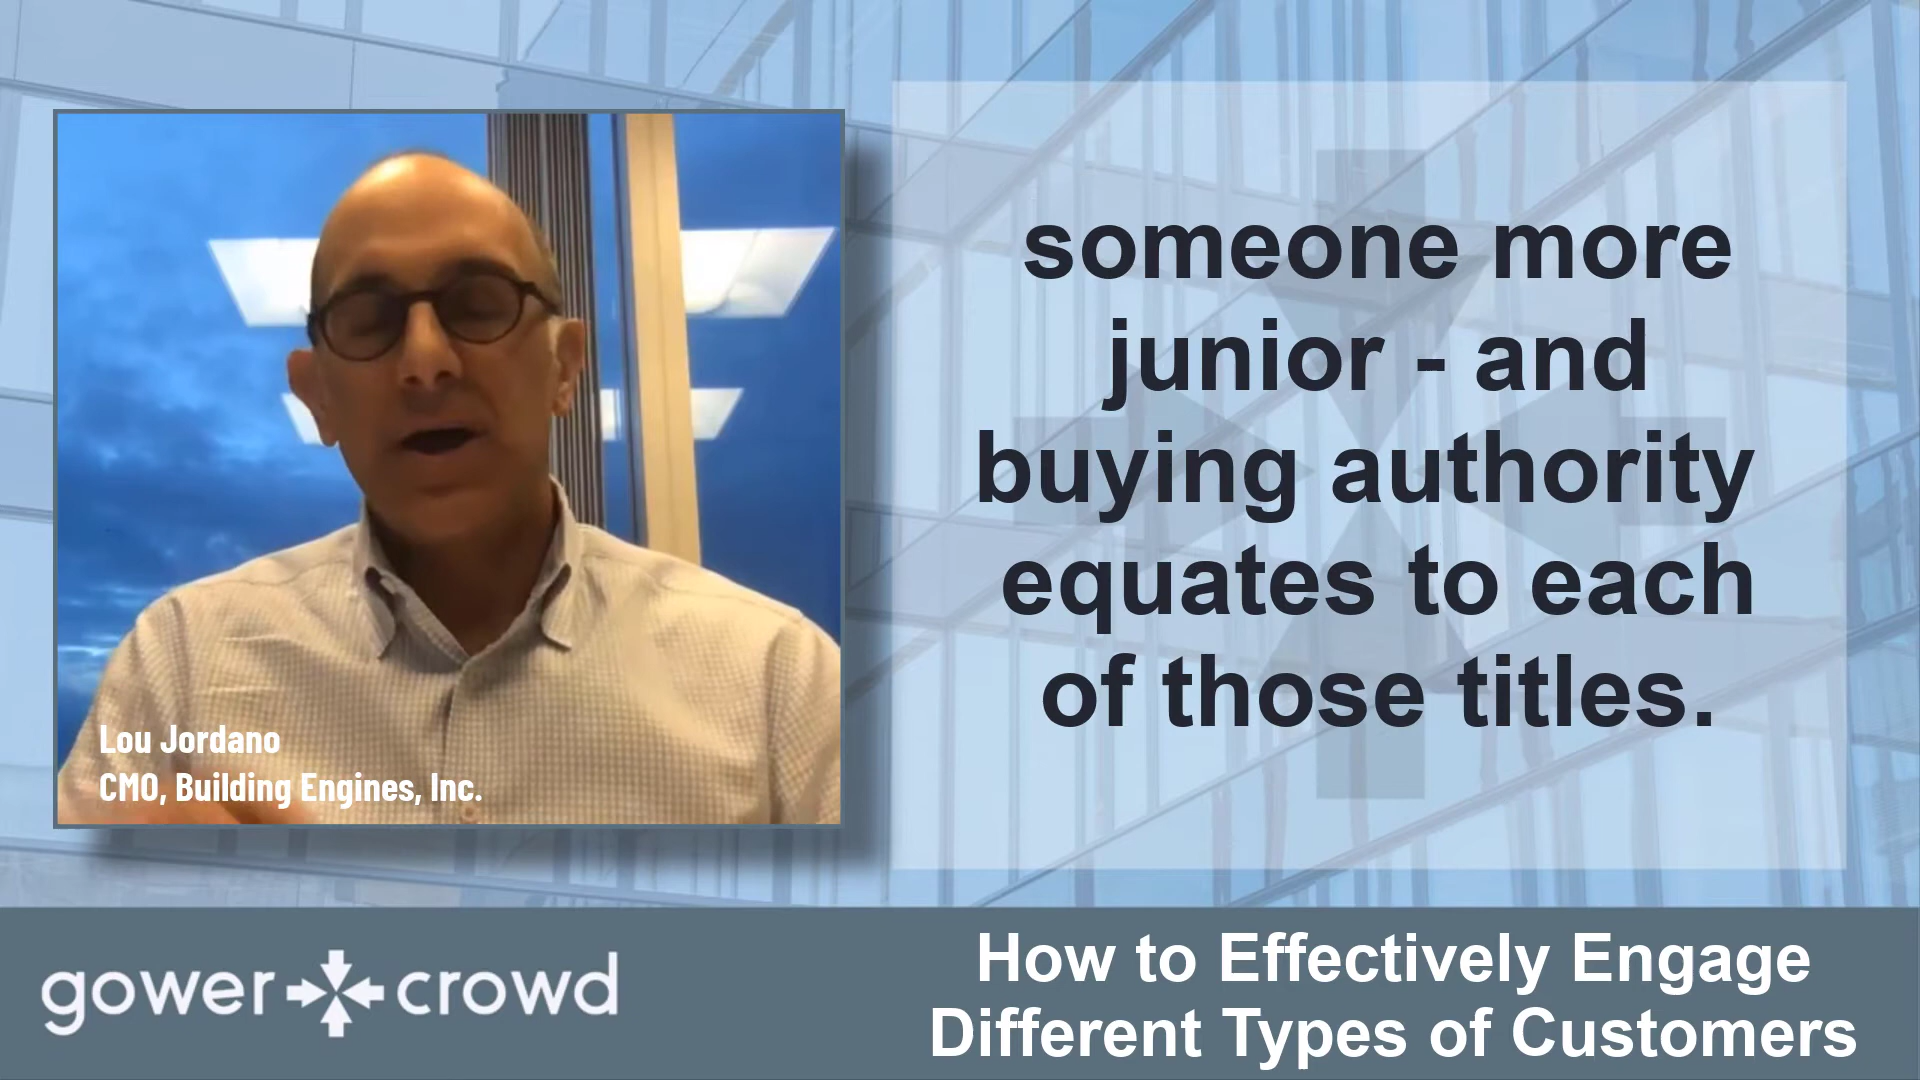 someone more
junior - and
buying authority
equates to each
of those titles.
Lou Jordano
CMO, Building Engines, Inc.
gower crowd
How to Effectively Engage
Different Types of Customers